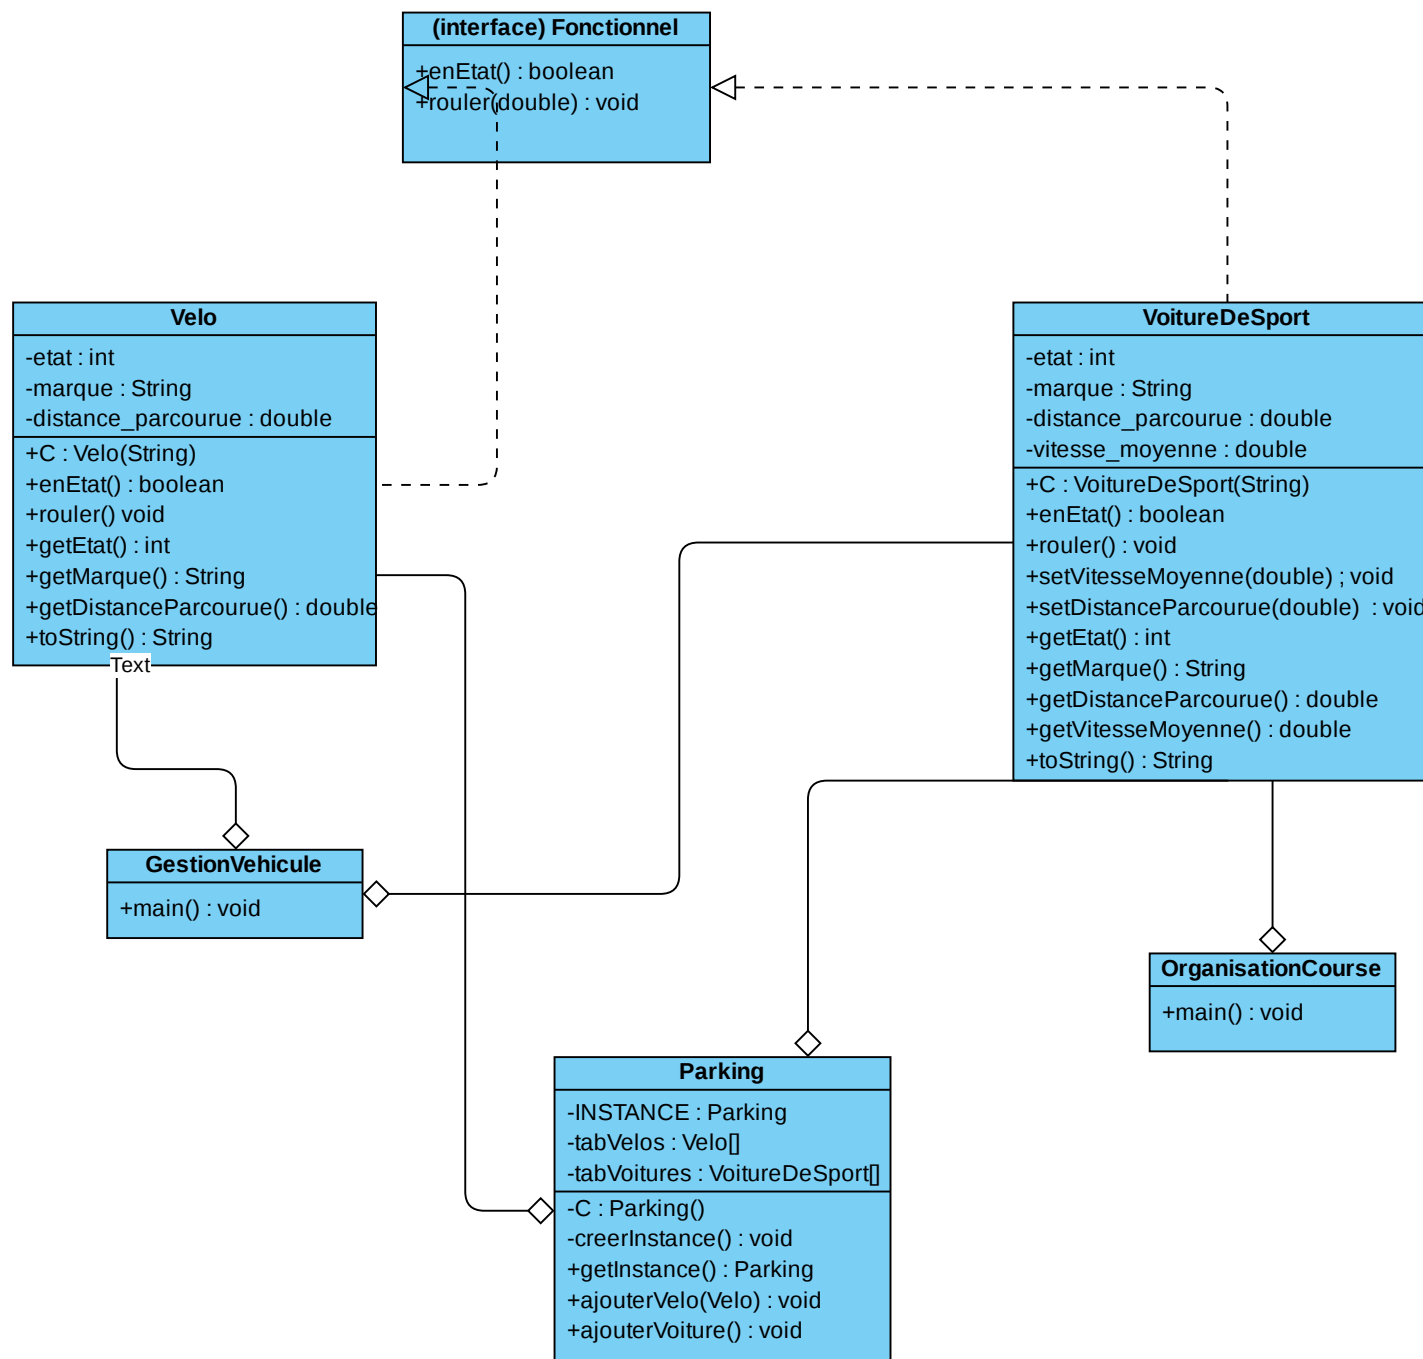 (interface) Fonctionnel
+enEtat() : boolean
+rouler(double) : void
Velo
-etat : int
-marque : String
-distance_parcourue : double
+C : Velo(String)
+enEtat() : boolean
+rouler() void
+getEtat() : int
+getMarque() : String
+getDistanceParcourue() : double
+toString() : String
Text
VoitureDeSport
-etat : int
-marque : String
-distance_parcourue : double
-vitesse_moyenne : double
+C : VoitureDeSport(String)
+enEtat() : boolean
+rouler() : void
+setVitesseMoyenne(double) ; void
+setDistanceParcourue(double)  : void
+getEtat() : int
+getMarque() : String
+getDistanceParcourue() : double
+getVitesseMoyenne() : double
+toString() : String
GestionVehicule
+main() : void
OrganisationCourse
+main() : void
Parking
-INSTANCE : Parking
-tabVelos : Velo[]
-tabVoitures : VoitureDeSport[]
-C : Parking()
-creerInstance() : void
+getInstance() : Parking
+ajouterVelo(Velo) : void
+ajouterVoiture() : void